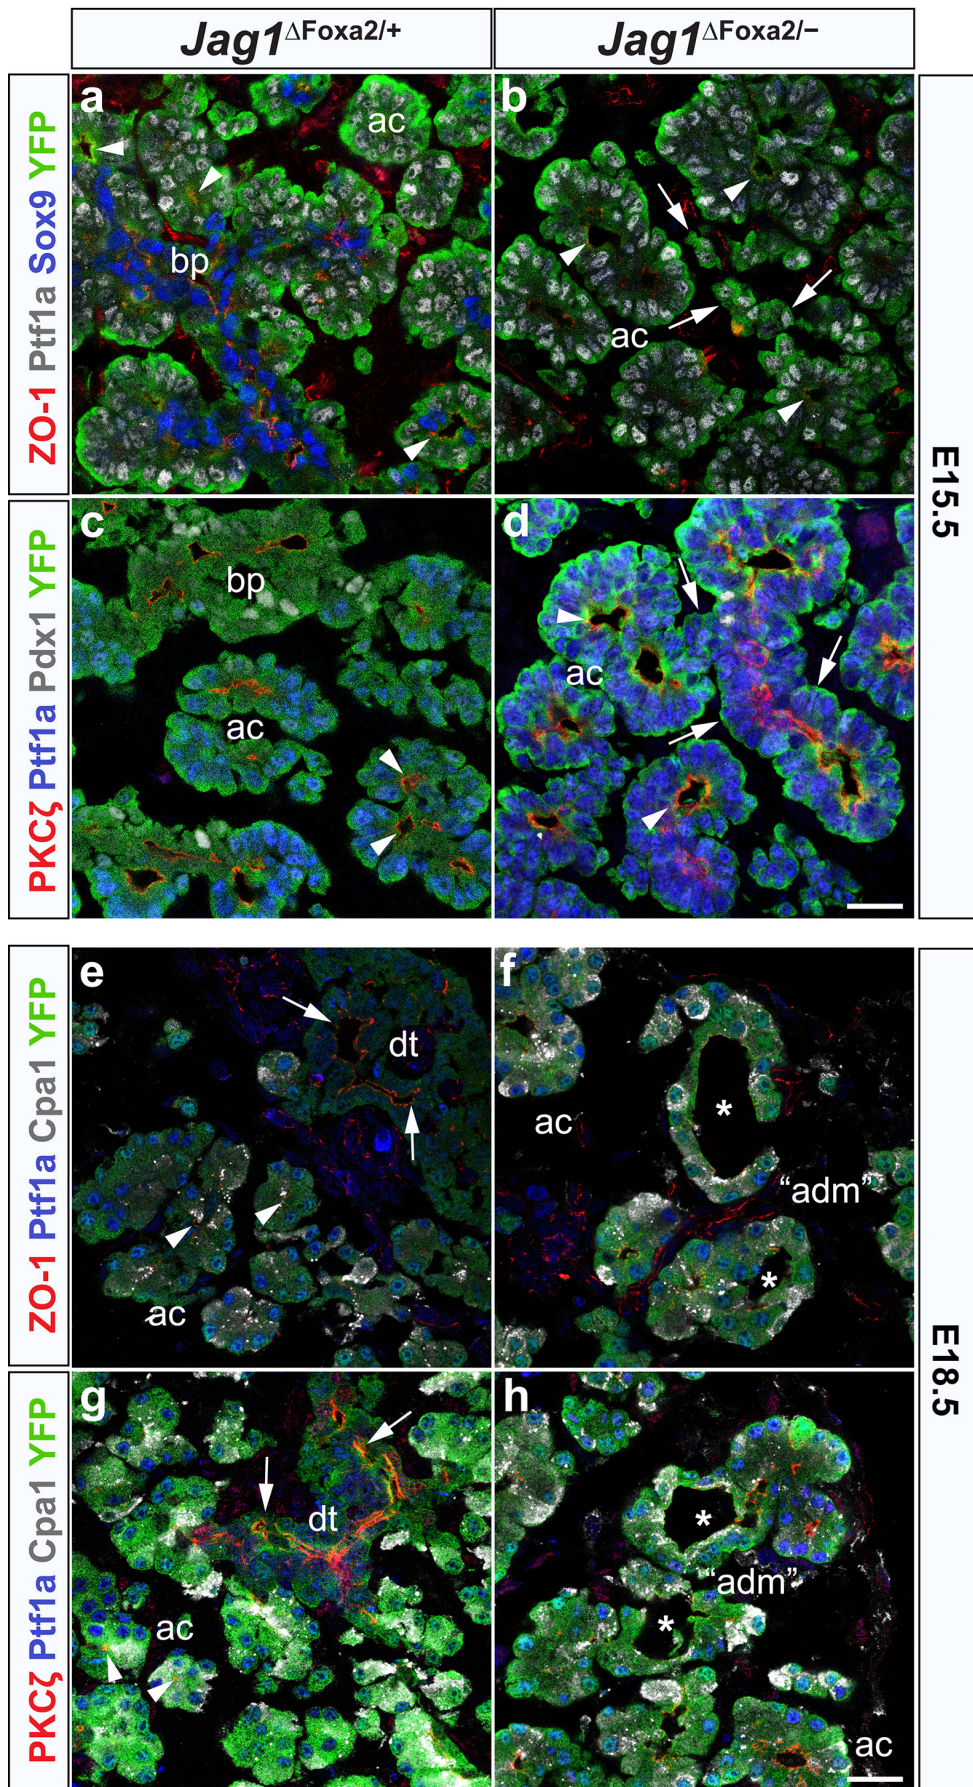 Jag1ΔFoxa2/+
Jag1ΔFoxa2/−
ZO-1 Ptf1a Sox9 YFP
a
ac
bp
b
ac
E15.5
PKCζ Ptf1a Pdx1 YFP
c
bp
ac
d
ac
ZO-1 Ptf1a Cpa1 YFP
e
dt
ac
f
*
ac
“adm”
*
E18.5
PKCζ Ptf1a Cpa1 YFP
g
dt
ac
h
*
“adm”
*
ac